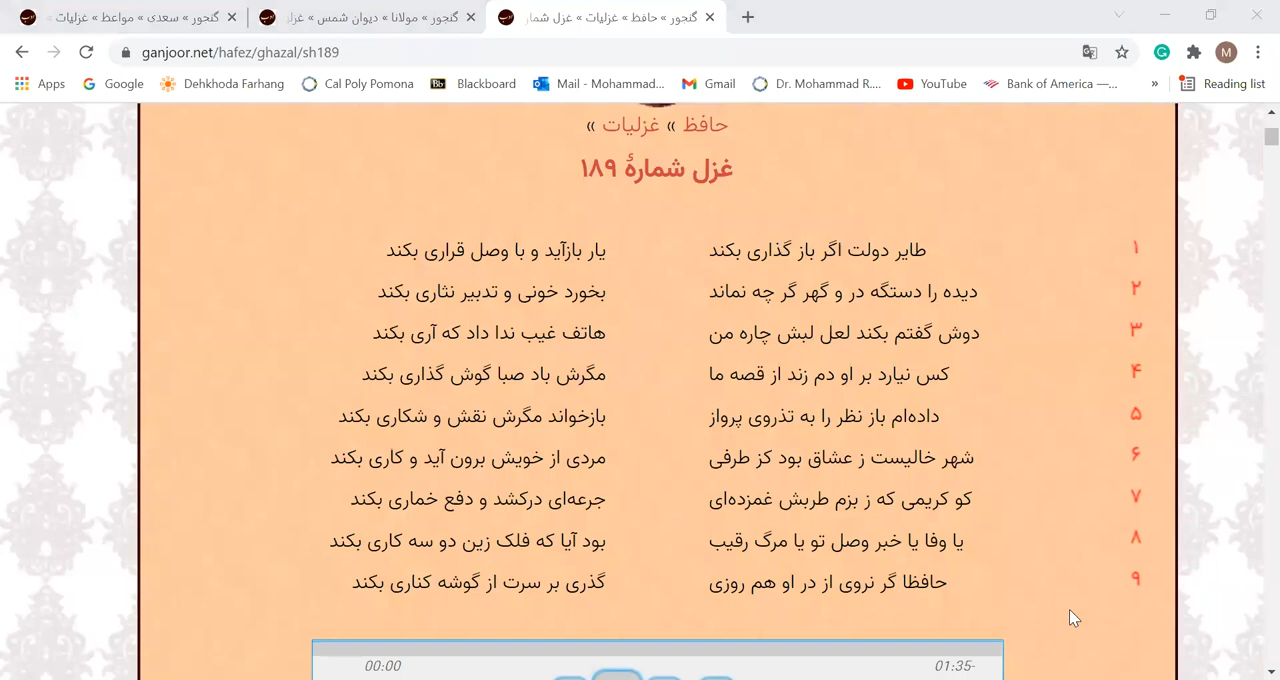 گنجور » سعدی » مواعظ » غزلیات »
گنجور » مولانا » دیوان شمس » غزل
گنجور » حافظ » غزلیات » غزل شمار
ganjoor.net/hafez/ghazal/sh189
M
Apps Google Dehkhoda Farhang Cal Poly Pomona Bb Blackboard Mail - Mohammad... Gmail Dr. Mohammad R.... YouTube Bank of America —... » Reading list
حافظ » غزلیات »
غزل شمارهٔ ۱۸۹
۱ طایر دولت اگر باز گذاری بکند یار بازآید و با وصل قراری بکند
۲ دیده را دستگه در و گهر گر چه نماند بخورد خونی و تدبیر نثاری بکند
۳ دوش گفتم بکند لعل لبش چاره من هاتف غیب ندا داد که آری بکند
۴ کس نیارد بر او دم زند از قصه ما مگرش باد صبا گوش گذاری بکند
۵ داده‌ام باز نظر را به تذروی پرواز بازخواند مگرش نقش و شکاری بکند
۶ شهر خالیست ز عشاق بود کز طرفی مردی از خویش برون آید و کاری بکند
۷ کو کریمی که ز بزم طربش غمزده‌ای جرعه‌ای درکشد و دفع خماری بکند
۸ یا وفا یا خبر وصل تو یا مرگ رقیب بود آیا که فلک زین دو سه کاری بکند
۹ حافظا گر نروی از در او هم روزی گذری بر سرت از گوشه کناری بکند
00:00 01:35-